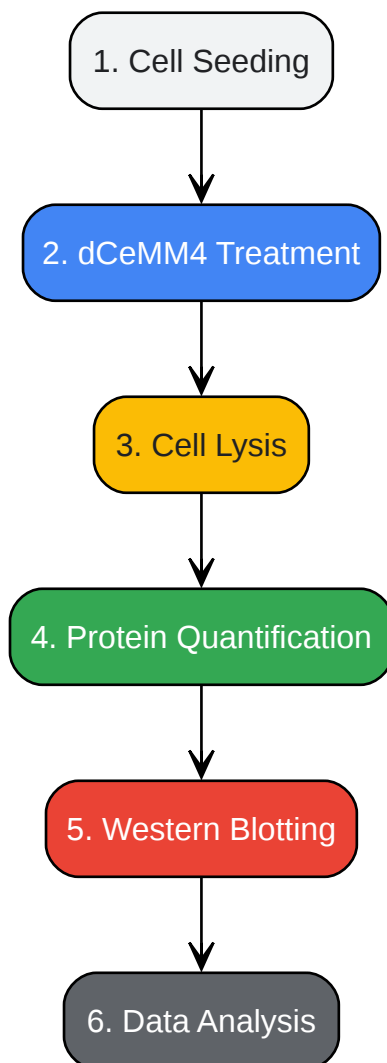 1. Cell Seeding
2. dCeMM4 Treatment
3. Cell Lysis
4. Protein Quantification
5. Western Blotting
6. Data Analysis